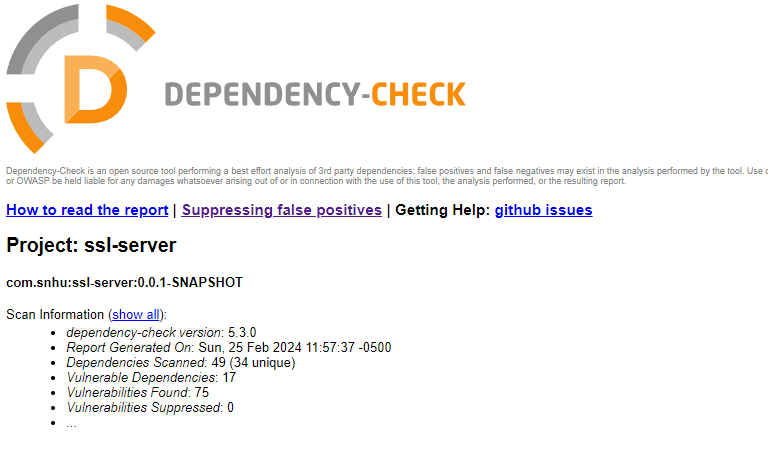 DEPENDENCY-CHECK
Dependency-Check is an open source tool performing a best effort analysis of 3rd party dependencies; false positives and false negatives may exist in the analysis performed by the tool. Use
or OWASP be held liable for any damages whatsoever arising out of or in connection with the use of this tool, the analysis performed, or the resulting report.
How to read the report | Suppressing false positives | Getting Help: github issues
Project: ssl-server
com.snhu:ssl-server:0.0.1-SNAPSHOT
Scan Information (show all):
• dependency-check version: 5.3.0
• Report Generated On: Sun, 25 Feb 2024 11:57:37 -0500
• Dependencies Scanned: 49 (34 unique)
• Vulnerable Dependencies: 17
• Vulnerabilities Found: 75
• Vulnerabilities Suppressed: 0
• ...